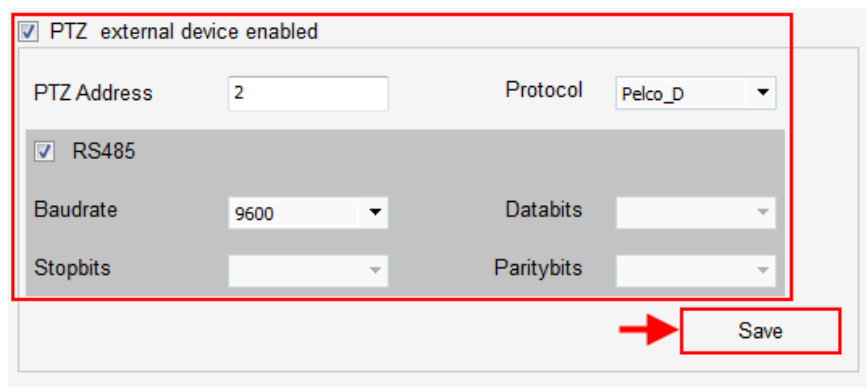 PTZ external device enabled
PTZ Address 2 Protocol Pelco_D
RS485
Baudrate 9600 Databits
Stopbits Paritybits
Save